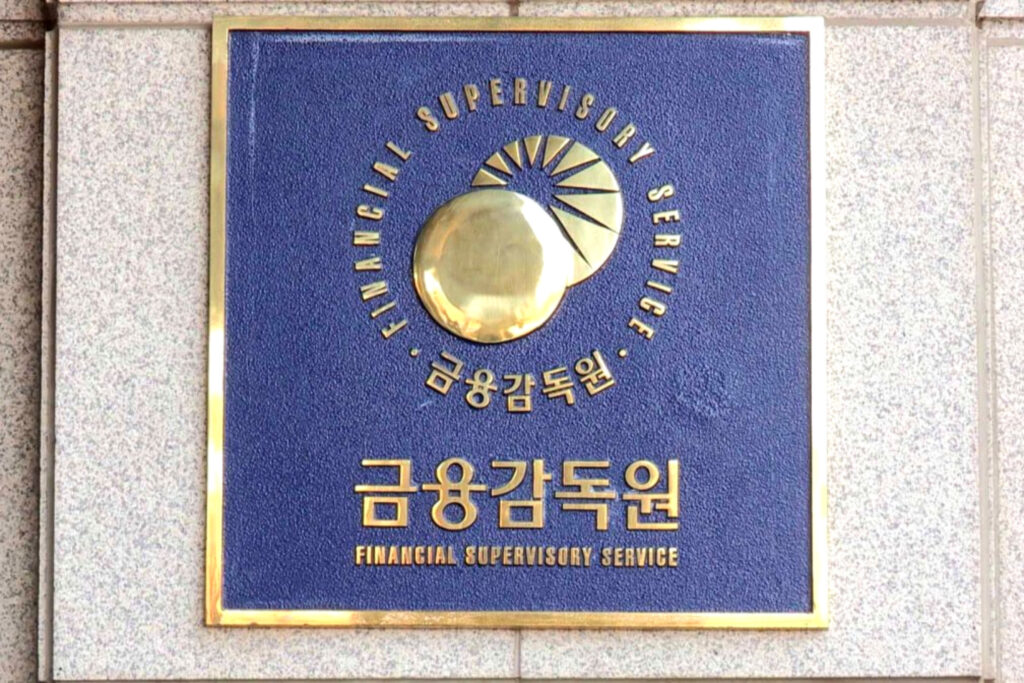 FINANCIAL SUPERVISORY SERVICE
· 금융감독원 ·
금융감독원
FINANCIAL SUPERVISORY SERVICE